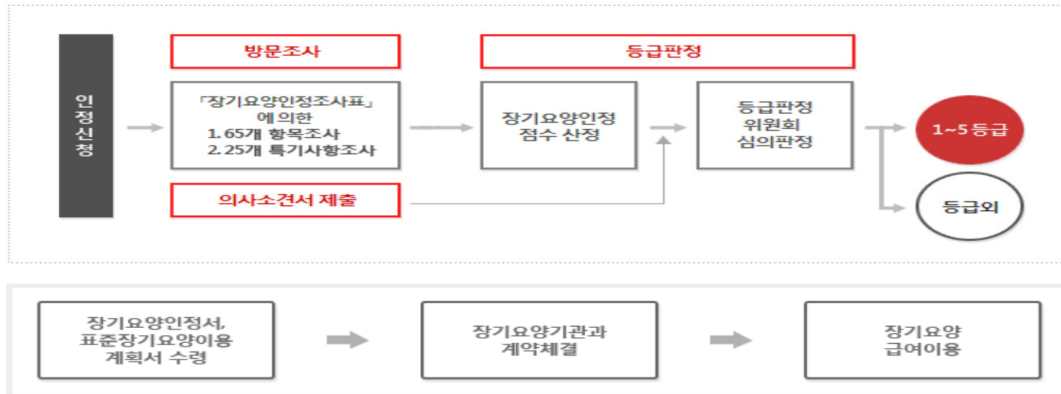 인정신청
방문조사
「장기요양인정조사표」
에 의한
1. 65개 항목조사
2. 25개 특기사항조사
의사소견서 제출
등급판정
장기요양인정
점수 산정
등급판정
위원회
심의판정
1~5등급
등급외
장기요양인정서,
표준장기요양이용
계획서 수령
장기요양기관과
계약체결
장기요양
급여이용